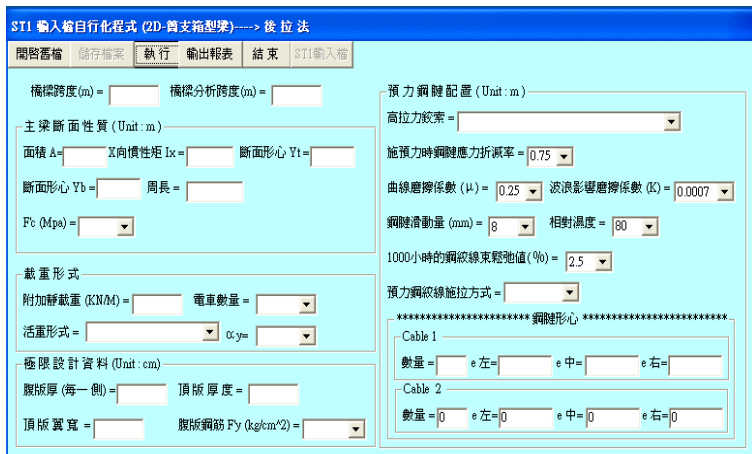 ST1 輸入檔自行化程式 (2D-箇支箱型梁)----> 後 拉 法
開啓舊檔 儲存檔案 執 行 輸出報表 結 束 ST1輸入檔
橋樑跨度(m) = 橋樑分析跨度(m) =
主 梁 斷 面 性 質 ( Unit : m )
面積 A= X向慣性矩 Ix = 斷面形心 Yt =
斷面形心 Yb = 周長 =
F'c (Mpa) =
載 重 形 式
附加靜載重 (KN/M) = 電車數量 =
活重形式 = α y=
極 限 設 計 資 料 (Unit : cm)
腹版厚 (每一 側) = 頂 版 厚 度 =
頂 版 翼 寬 = 腹版鋼筋 Fy (kg/cm^2) =
預 力 鋼 腱 配 置 ( Unit : m )
高拉力鉸索 =
施預力時鋼腱應力折減率 = 0.75
曲線磨擦係數 (μ) = 0.25 波浪影響磨擦係數 (K) = 0.0007
鋼腱滑動量 (mm) = 8 相對濕度 = 80
1000小時的鋼絞線束鬆弛值(%) = 2.5
預力鋼絞線施拉方式 =
*********************** 鋼腱形心 *************************
Cable 1
數量 = e 左= e 中= e 右=
Cable 2
數量 = 0 e 左= 0 e 中= 0 e 右= 0